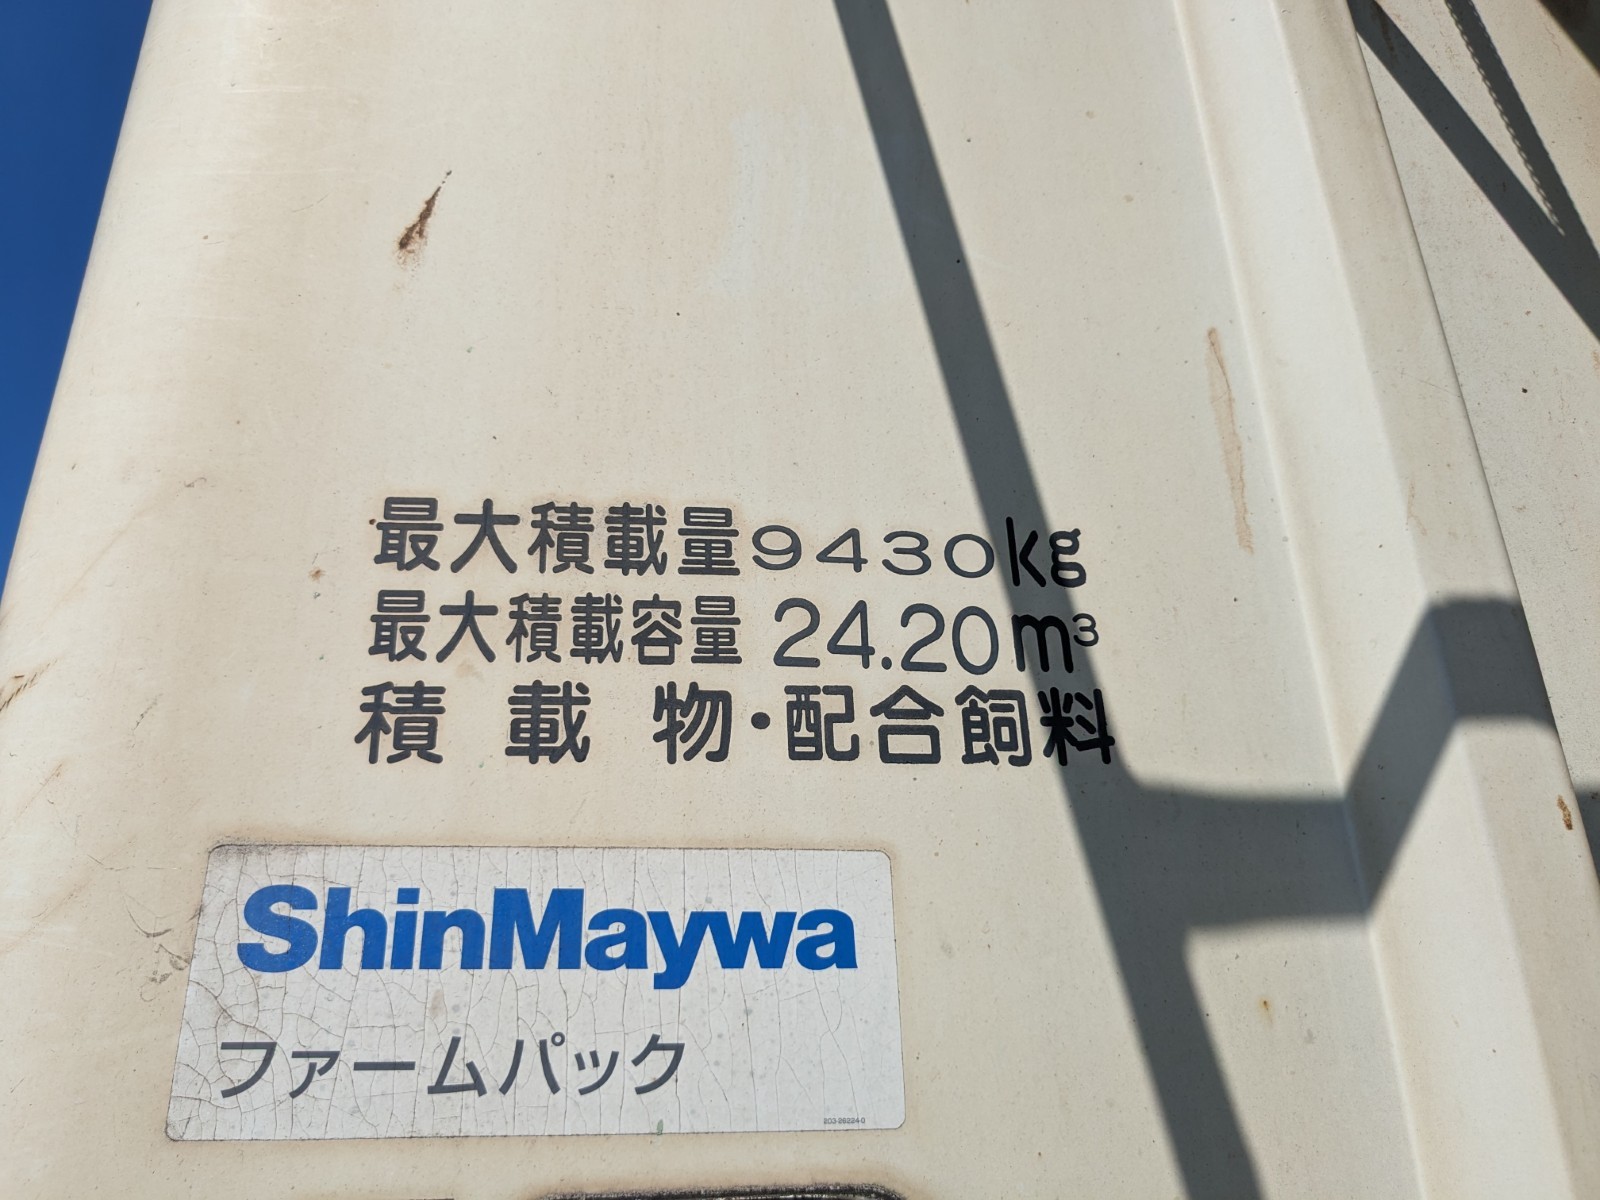 最大積載量9430kg
最大積載容量 24.20m³
積載物・配合飼料
ShinMaywa
ファームパック